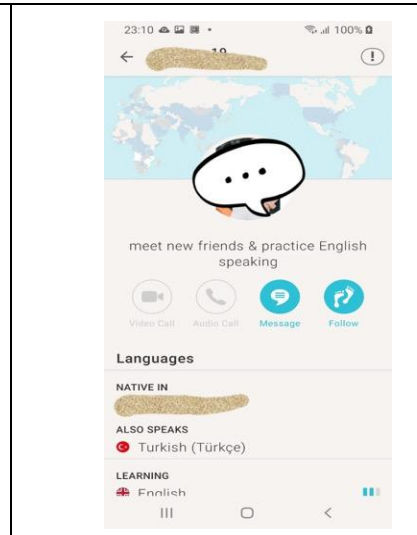 23:10
100%
meet new friends & practice English
speaking
Video Call Audio Call Message Follow
Languages
NATIVE IN
ALSO SPEAKS
Turkish (Türkçe)
LEARNING
English